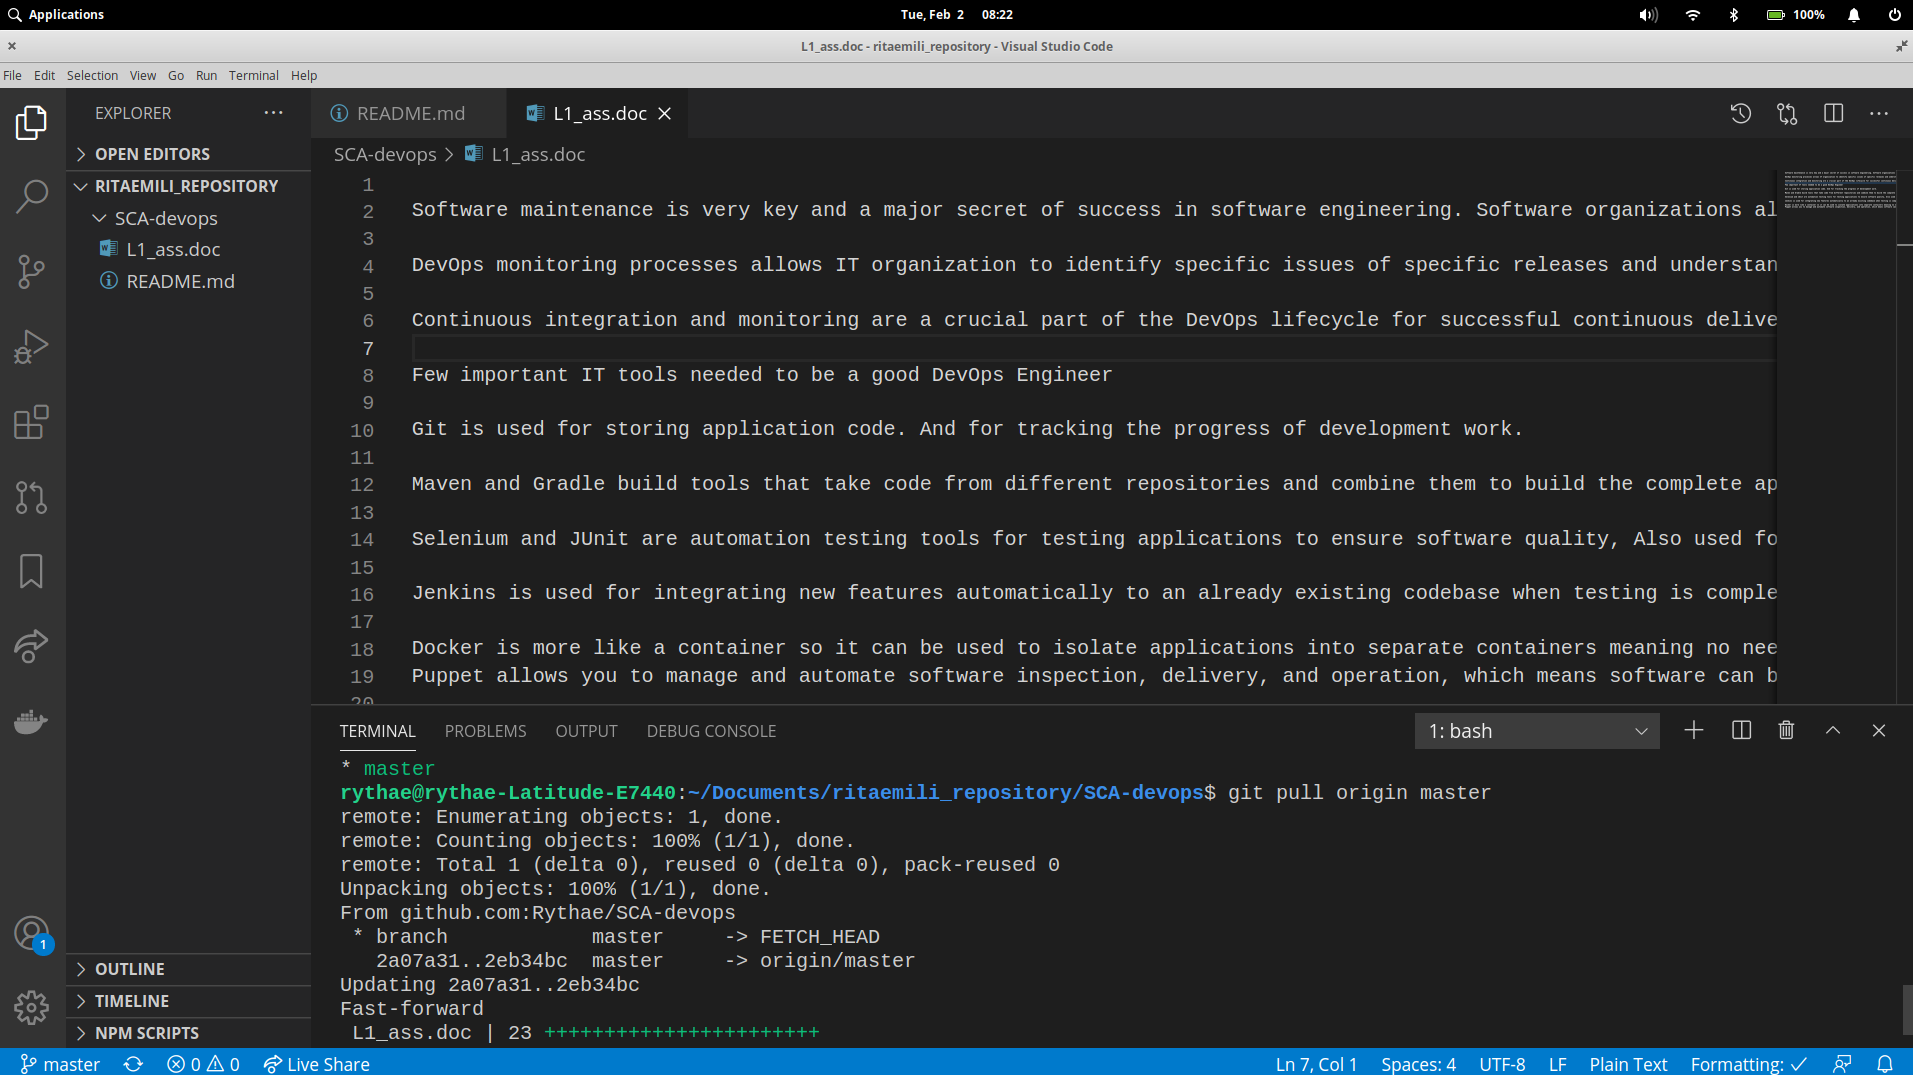 Applications
Tue, Feb 2 08:22
100%
L1_ass.doc - ritaemili_repository - Visual Studio Code
File Edit Selection View Go Run Terminal Help
EXPLORER
OPEN EDITORS
RITAEMILI_REPOSITORY
SCA-devops
L1_ass.doc
README.md
README.md L1_ass.doc
SCA-devops > L1_ass.doc
1
2 Software maintenance is very key and a major secret of success in software engineering. Software organizations al
3
4 DevOps monitoring processes allows IT organization to identify specific issues of specific releases and understan
5
6 Continuous integration and monitoring are a crucial part of the DevOps lifecycle for successful continuous delive
7
8 Few important IT tools needed to be a good DevOps Engineer
9
10 Git is used for storing application code. And for tracking the progress of development work.
11
12 Maven and Gradle build tools that take code from different repositories and combine them to build the complete ap
13
14 Selenium and JUnit are automation testing tools for testing applications to ensure software quality, Also used fo
15
16 Jenkins is used for integrating new features automatically to an already existing codebase when testing is comple
17
18 Docker is more like a container so it can be used to isolate applications into separate containers meaning no nee
19 Puppet allows you to manage and automate software inspection, delivery, and operation, which means software can b
20
TERMINAL PROBLEMS OUTPUT DEBUG CONSOLE 1: bash
* master
rythae@rythae-Latitude-E7440:~/Documents/ritaemili_repository/SCA-devops$ git pull origin master
remote: Enumerating objects: 1, done.
remote: Counting objects: 100% (1/1), done.
remote: Total 1 (delta 0), reused 0 (delta 0), pack-reused 0
Unpacking objects: 100% (1/1), done.
From github.com:Rythae/SCA-devops
 * branch master -> FETCH_HEAD
 2a07a31..2eb34bc master -> origin/master
Updating 2a07a31..2eb34bc
Fast-forward
 L1_ass.doc | 23 +++++++++++++++++++++++
1
OUTLINE
TIMELINE
NPM SCRIPTS
master 0 0 Live Share Ln 7, Col 1 Spaces: 4 UTF-8 LF Plain Text Formatting: ✓